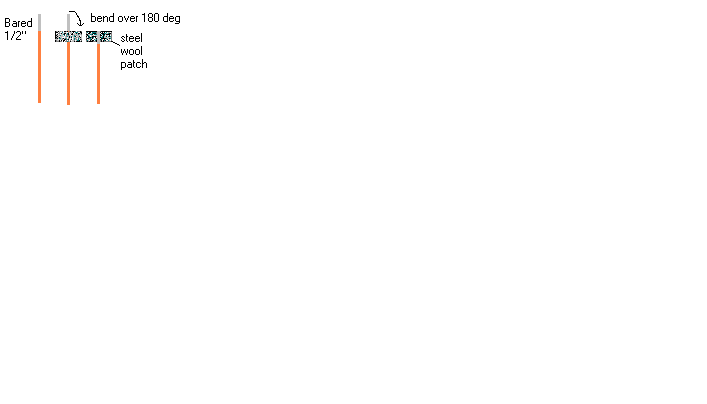 Bared
1/2"
bend over 180 deg
steel
wool
patch